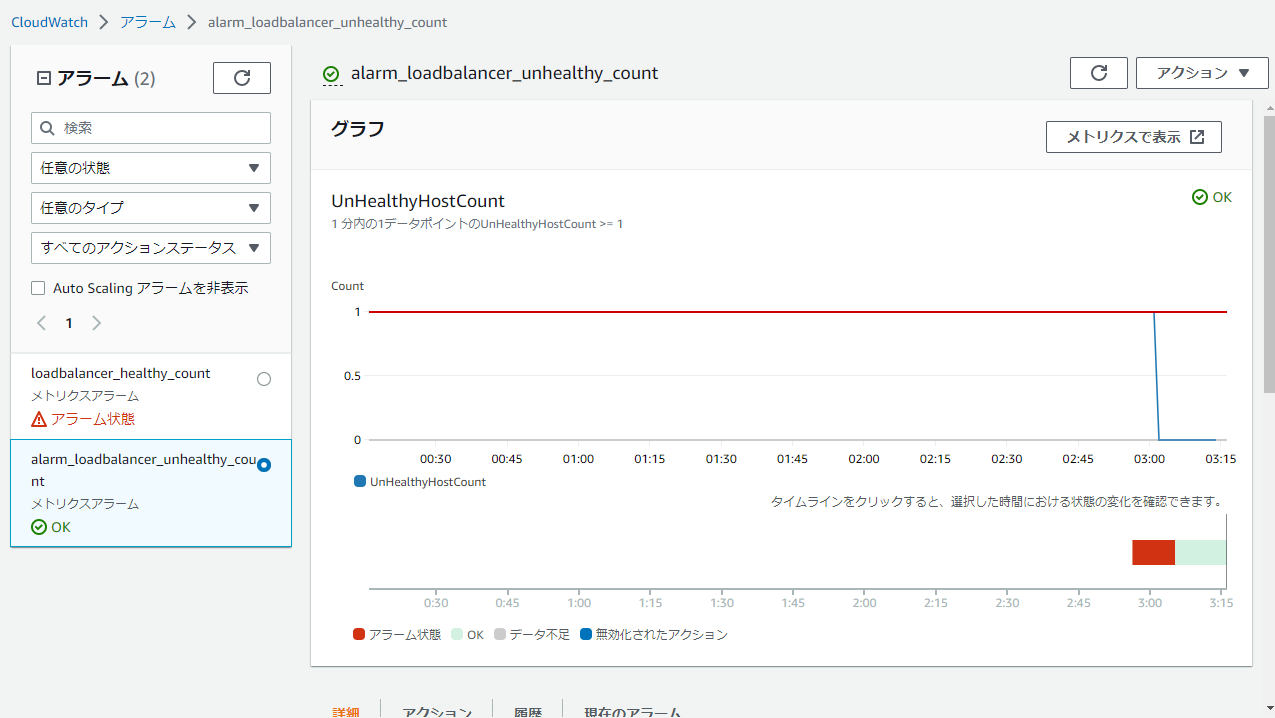 CloudWatch > アラーム > alarm_loadbalancer_unhealthy_count
アラーム (2)
検索
任意の状態
任意のタイプ
すべてのアクションステータス
Auto Scaling アラームを非表示
1
loadbalancer_healthy_count
メトリクスアラーム
アラーム状態
alarm_loadbalancer_unhealthy_cou
nt
メトリクスアラーム
OK
alarm_loadbalancer_unhealthy_count
アクション
グラフ
メトリクスで表示
UnHealthyHostCount
OK
1 分内の1データポイントのUnHealthyHostCount >= 1
Count
1
0.5
0
00:30 00:45 01:00 01:15 01:30 01:45 02:00 02:15 02:30 02:45 03:00 03:15
UnHealthyHostCount
タイムラインをクリックすると、選択した時間における状態の変化を確認できます。
0:30 0:45 1:00 1:15 1:30 1:45 2:00 2:15 2:30 2:45 3:00 3:15
アラーム状態 OK データ不足 無効化されたアクション
詳細 アクション 履歴 現在のアラーム